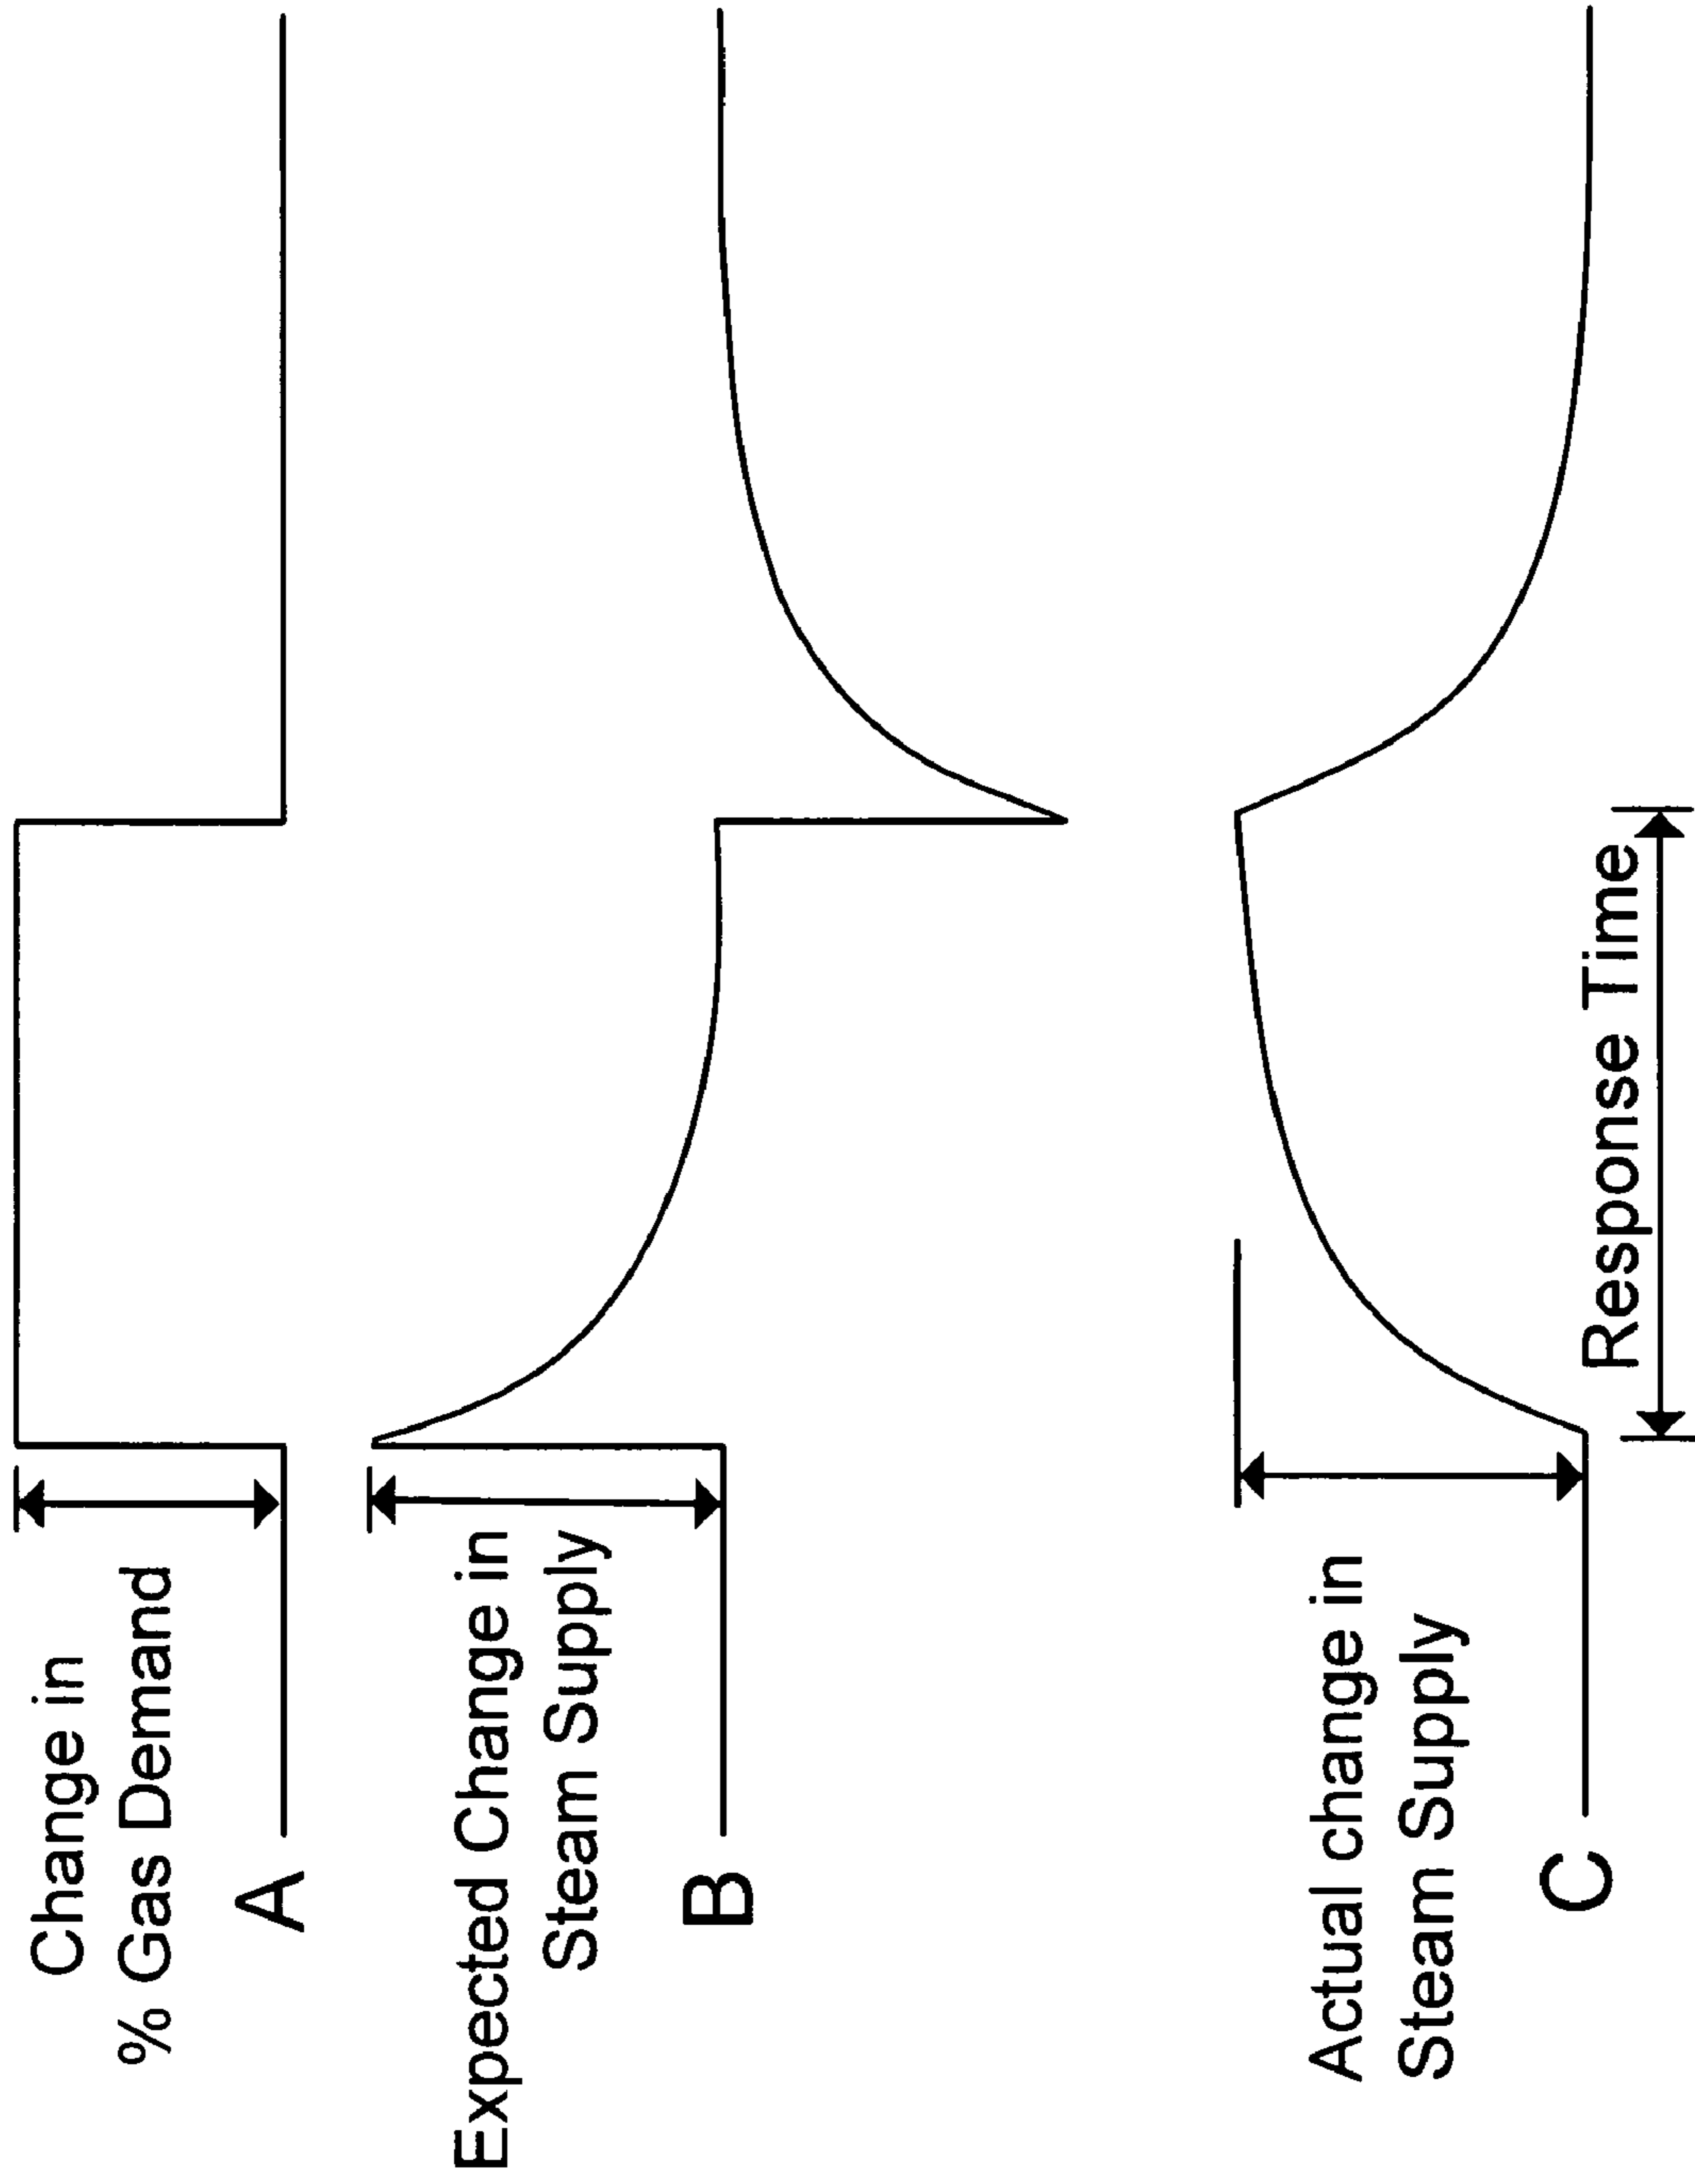 Change in
% Gas Demand
A
Expected Change in
Steam Supply
B
Actual change in
Steam Supply
C
Response Time